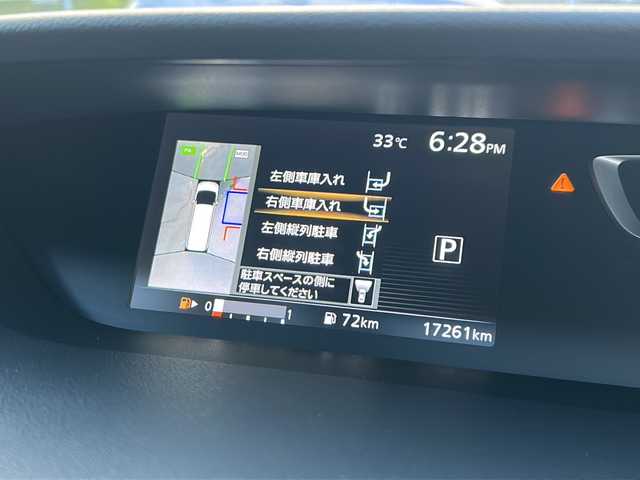 33℃ 6:28PM
左側車庫入れ
右側車庫入れ
左側縦列駐車
右側縦列駐車
P
駐車スペースの側に
停車してください
0 1 72km 17261km